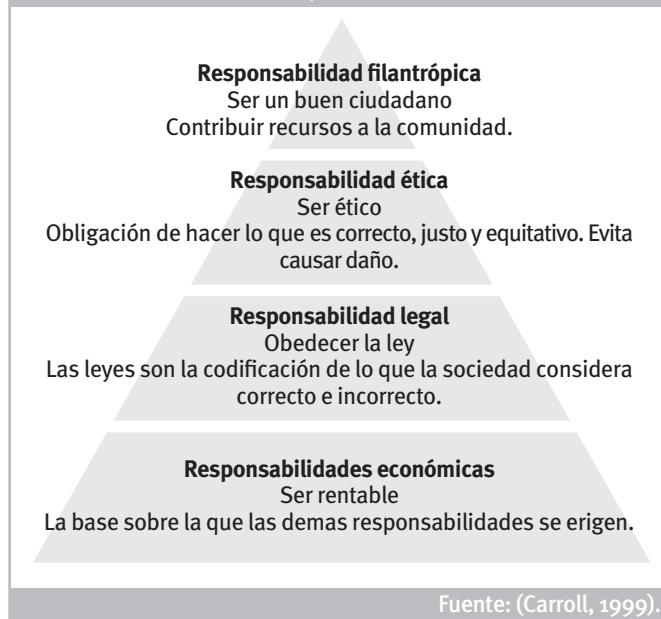 Responsabilidad filantrópica
Ser un buen ciudadano
Contribuir recursos a la comunidad.
Responsabilidad ética
Ser ético
Obligación de hacer lo que es correcto, justo y equitativo. Evita
causar daño.
Responsabilidad legal
Obedecer la ley
Las leyes son la codificación de lo que la sociedad considera
correcto e incorrecto.
Responsabilidades económicas
Ser rentable
La base sobre la que las demas responsabilidades se erigen.
Fuente: (Carroll, 1999).